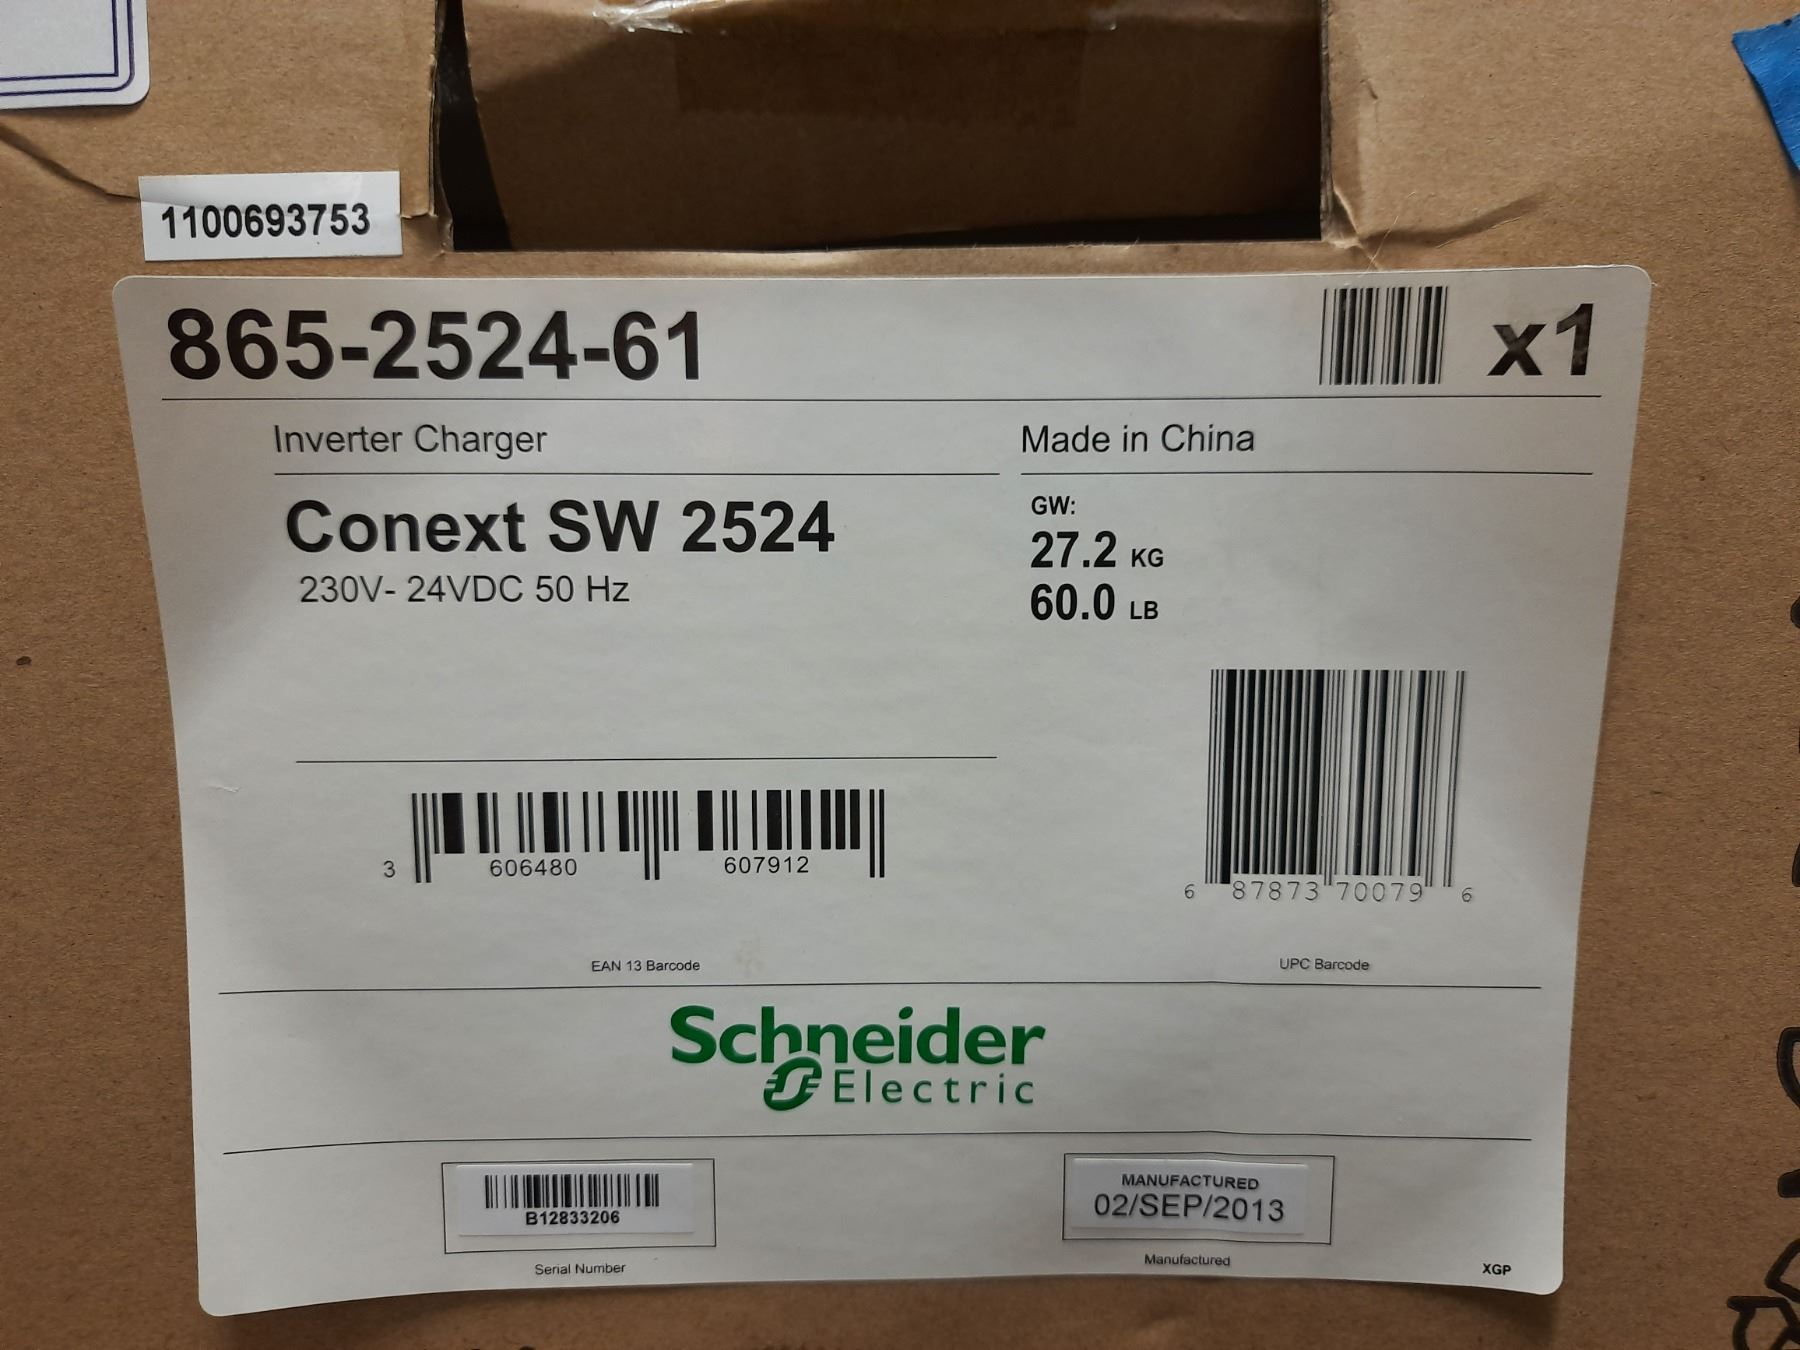 1100693753
865-2524-61
x1
Inverter Charger
Made in China
Conext SW 2524
230V- 24VDC 50 Hz
GW:
27.2 KG
60.0 LB
3 606480 607912
6 87873 70079 6
EAN 13 Barcode
UPC Barcode
Schneider
Electric
B12833206
Serial Number
MANUFACTURED
02/SEP/2013
Manufactured
XGP